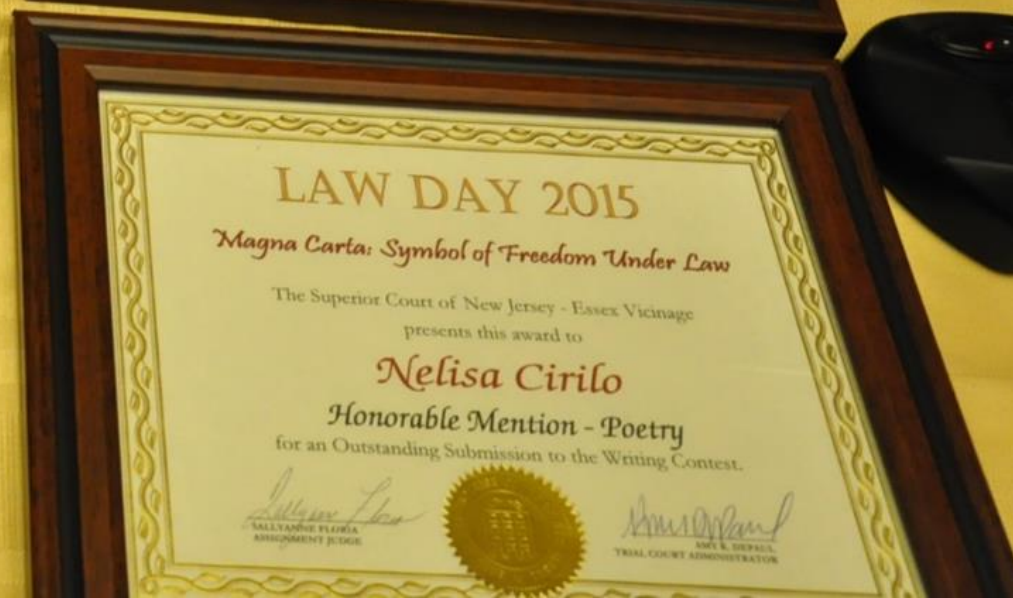 LAW DAY 2015
Magna Carta: Symbol of Freedom Under Law
The Superior Court of New Jersey - Essex Vicinage
presents this award to
Nelisa Cirilo
Honorable Mention - Poetry
for an Outstanding Submission to the Writing Contest.
SALLYANNE FLORIA
ASSIGNMENT JUDGE
AMY K. DEPAUL
TRIAL COURT ADMINISTRATOR